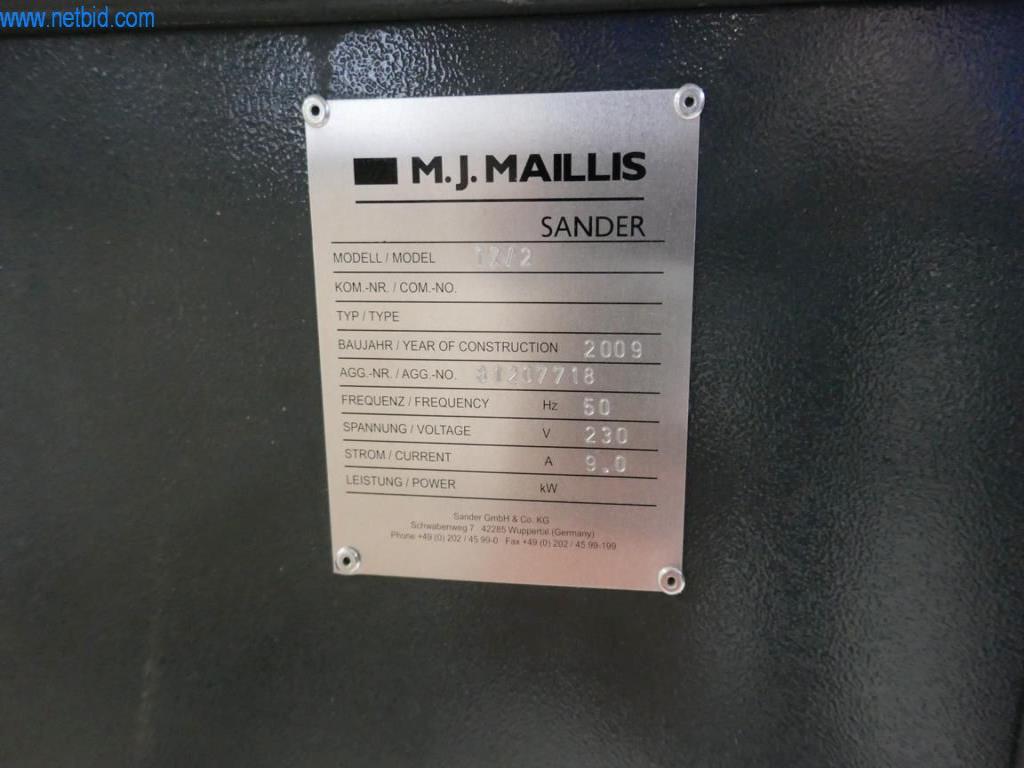 www.netbid.com
M.J. MAILLIS
SANDER
MODELL / MODEL
KOM.-NR. / COM.-NO.
TYP / TYPE
BAUJAHR / YEAR OF CONSTRUCTION 2009
AGG.-NR. / AGG.-NO.
FREQUENZ / FREQUENCY Hz 50
SPANNUNG / VOLTAGE V 230
STROM / CURRENT A 9.0
LEISTUNG / POWER kW
Sander GmbH & Co. KG
Schwabenweg 7 42285 Wuppertal (Germany)
Phone +49 (0) 202 / 45 99-0 Fax +49 (0) 202 / 45 99-199